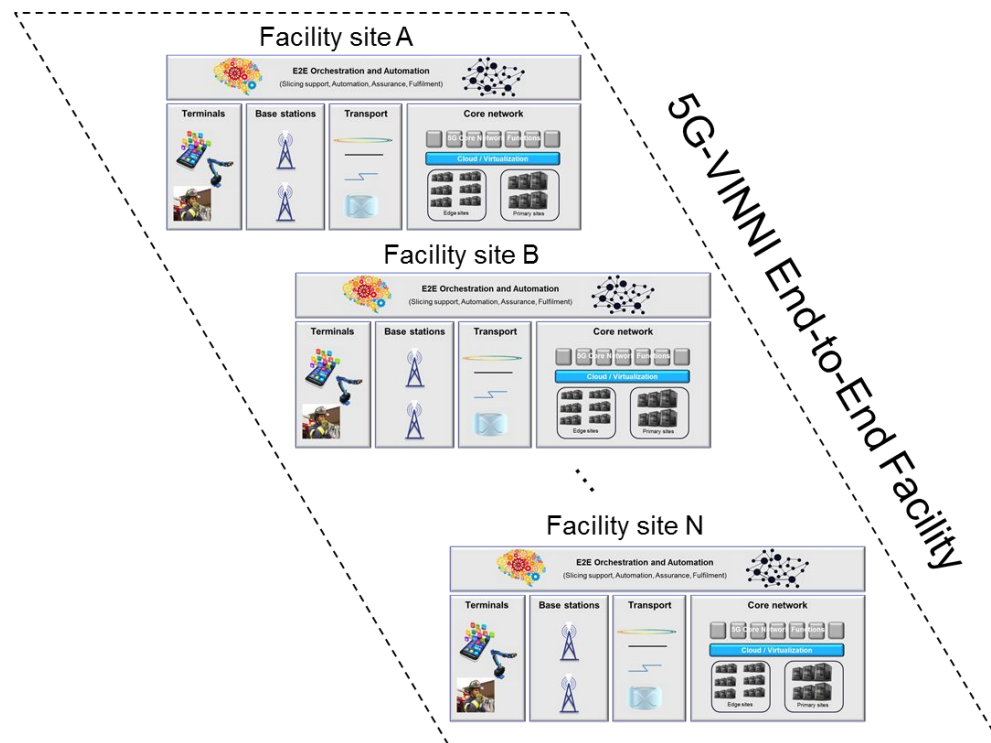 Facility site A
E2E Orchestration and Automation
(Slicing support, Automation, Assurance, Fulfilment)
Terminals
Base stations
Transport
Core network
5G Core Network Functions
Cloud / Virtualization
Edge sites
Primary sites
Facility site B
E2E Orchestration and Automation
(Slicing support, Automation, Assurance, Fulfilment)
Terminals
Base stations
Transport
Core network
5G Core Network Functions
Cloud / Virtualization
Edge sites
Primary sites
...
Facility site N
E2E Orchestration and Automation
(Slicing support, Automation, Assurance, Fulfilment)
Terminals
Base stations
Transport
Core network
5G Core Network Functions
Cloud / Virtualization
Edge sites
Primary sites
5G-VINNI End-to-End Facility